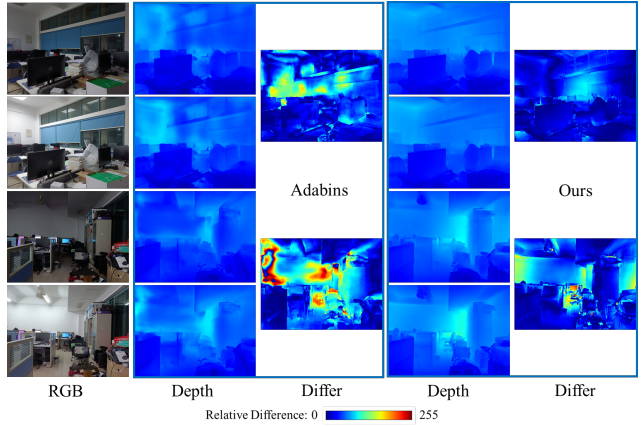 Adabins
Ours
RGB
Depth
Differ
Depth
Differ
Relative Difference: 0
255